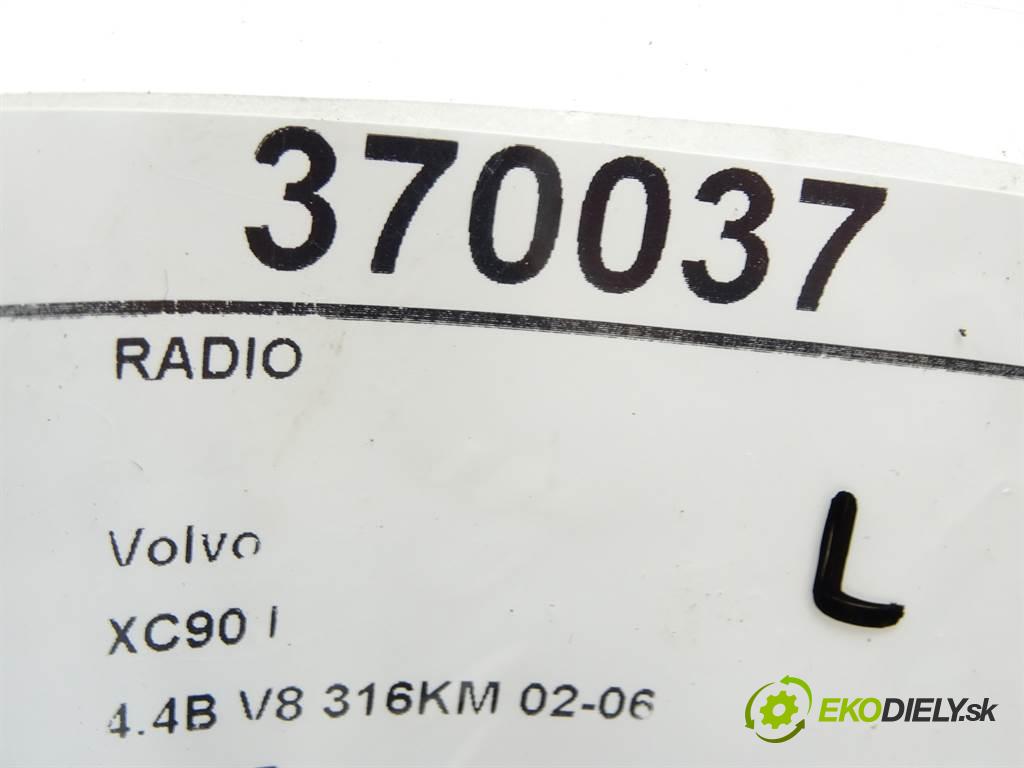 370037
RADIO
Volvo
L
XC90 I
4.4B V8 316KM 02-06
EKODIELY.sk